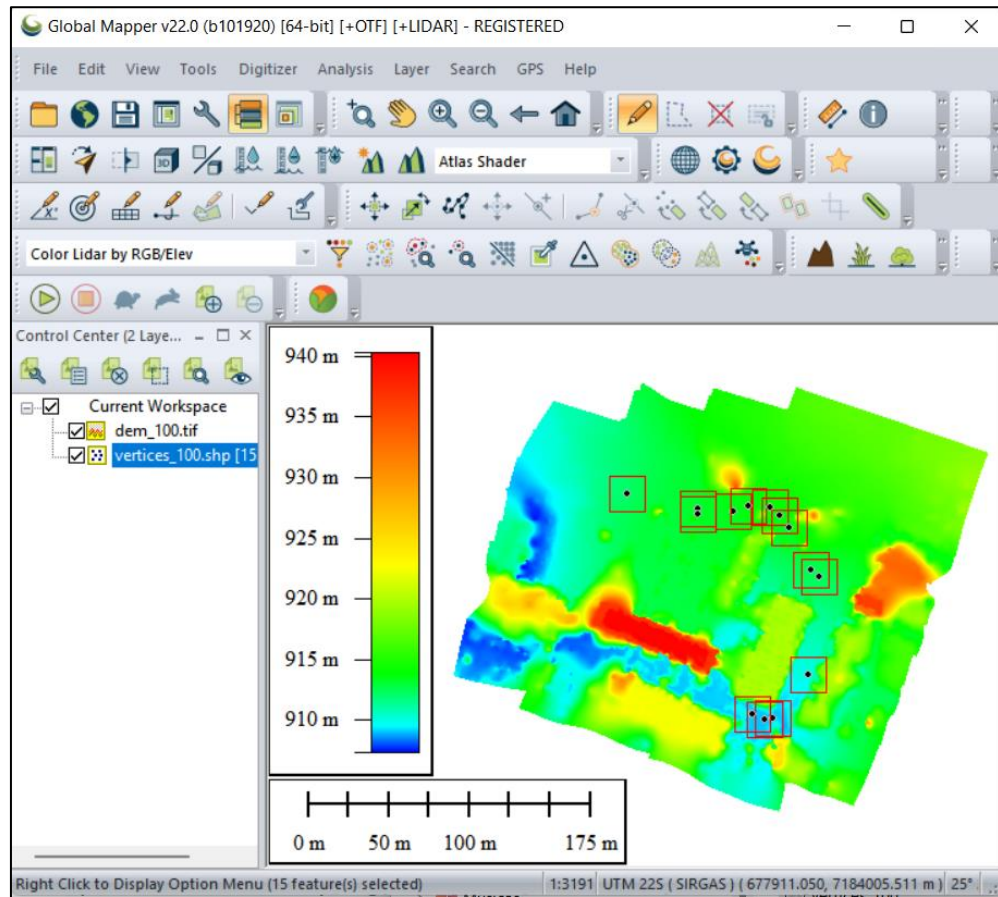 Global Mapper v22.0 (b101920) [64-bit] [+OTF] [+LIDAR] - REGISTERED
File Edit View Tools Digitizer Analysis Layer Search GPS Help
3D
Atlas Shader
Color Lidar by RGB/Elev
Control Center (2 Laye...
Current Workspace
dem_100.tif
vertices_100.shp [15
940 m
935 m
930 m
925 m
920 m
915 m
910 m
0 m 50 m 100 m 175 m
Right Click to Display Option Menu (15 feature(s) selected) 1:3191 UTM 22S ( SIRGAS ) ( 677911.050, 7184005.511 m ) 25°